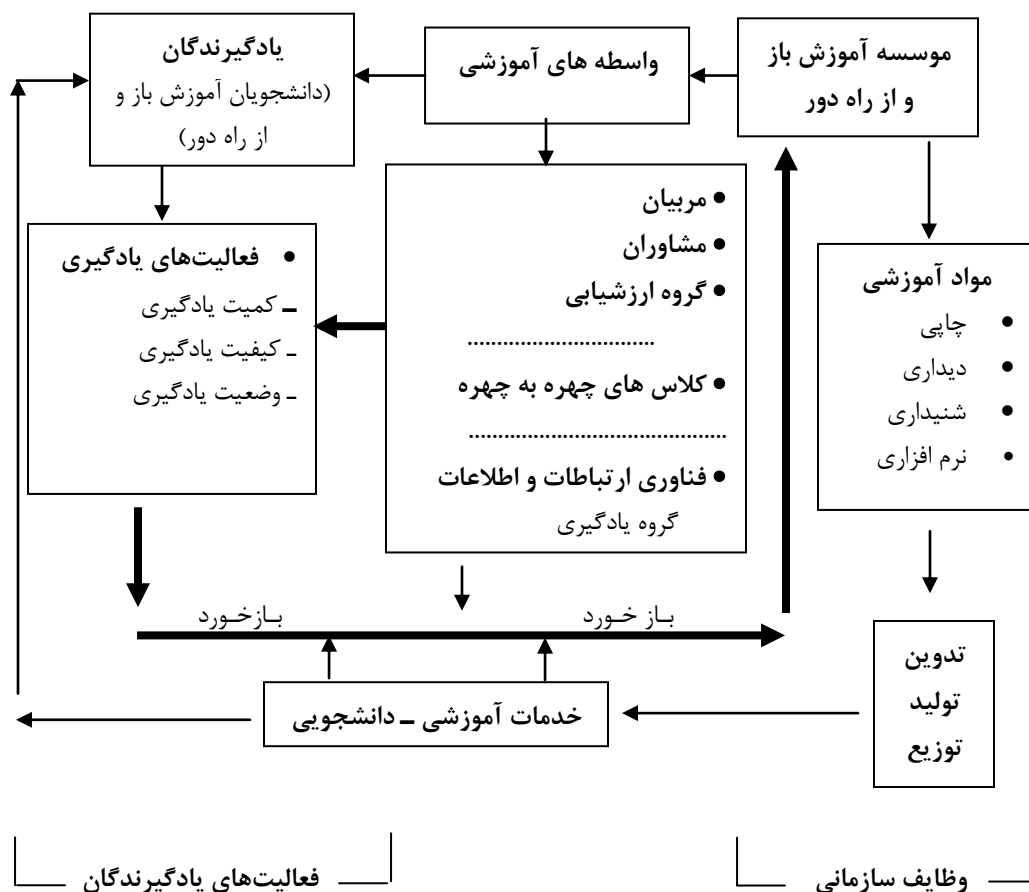 موسسه آموزش باز
و از راه دور
واسطه های آموزشی
یادگیرندگان
(دانشجویان آموزش باز و
از راه دور)
مواد آموزشی
• چاپی
• دیداری
• شنیداری
• نرم افزاری
• مربیان
• مشاوران
• گروه ارزشیابی
................................
• کلاس های چهره به چهره
............................................
• فناوری ارتباطات و اطلاعات
گروه یادگیری
• فعالیت‌های یادگیری
ـ کمیت یادگیری
ـ کیفیت یادگیری
ـ وضعیت یادگیری
بـاز خـورد
بـازخـورد
تدوین
تولید
توزیع
خدمات آموزشی ـ دانشجویی
وظایف سازمانی
فعالیت‌های یادگیرندگان